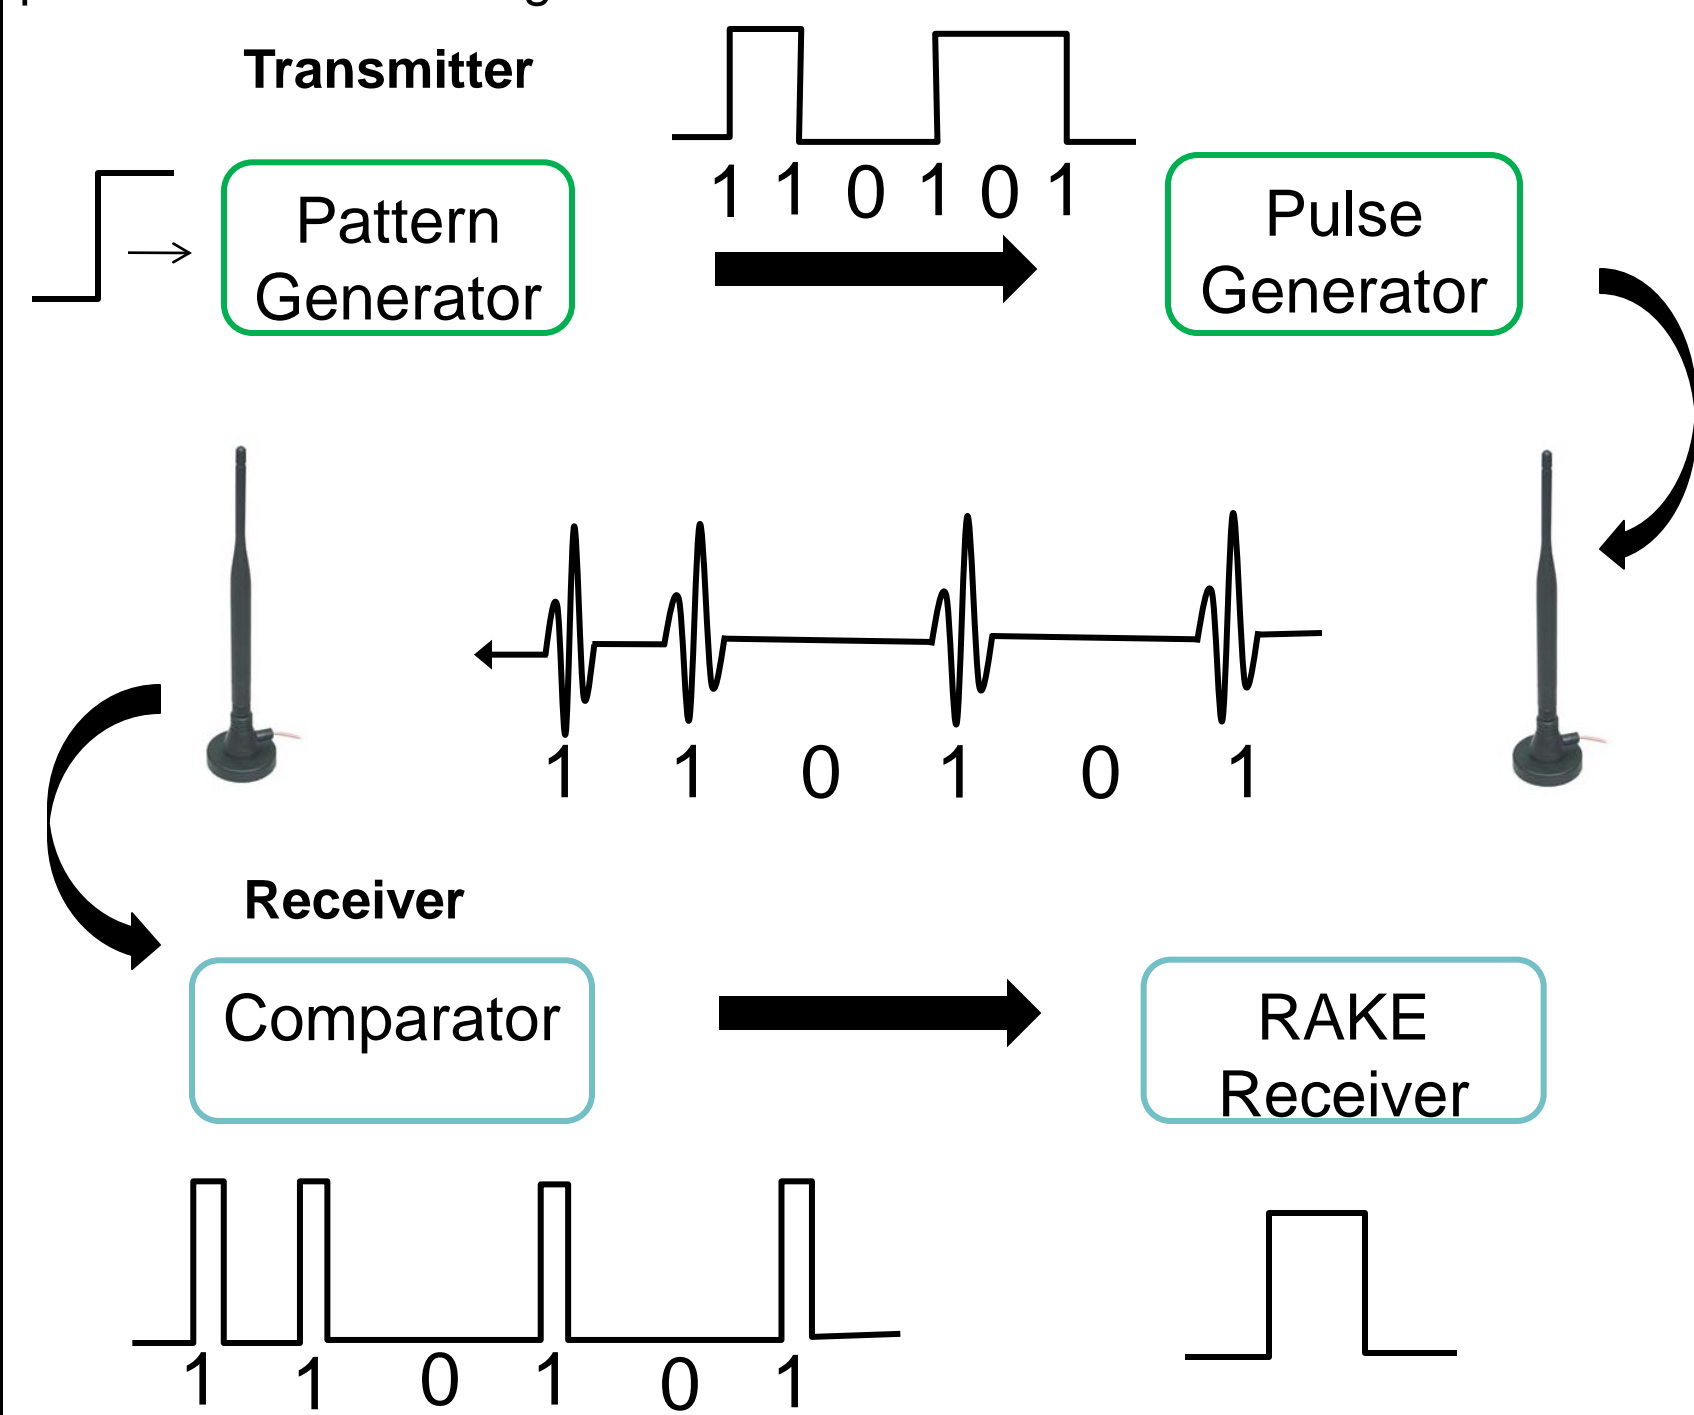 Transmitter
1 1 0 1 0 1
Pattern
Generator
Pulse
Generator
1 1 0 1 0 1
Receiver
Comparator
RAKE
Receiver
1 1 0 1 0 1